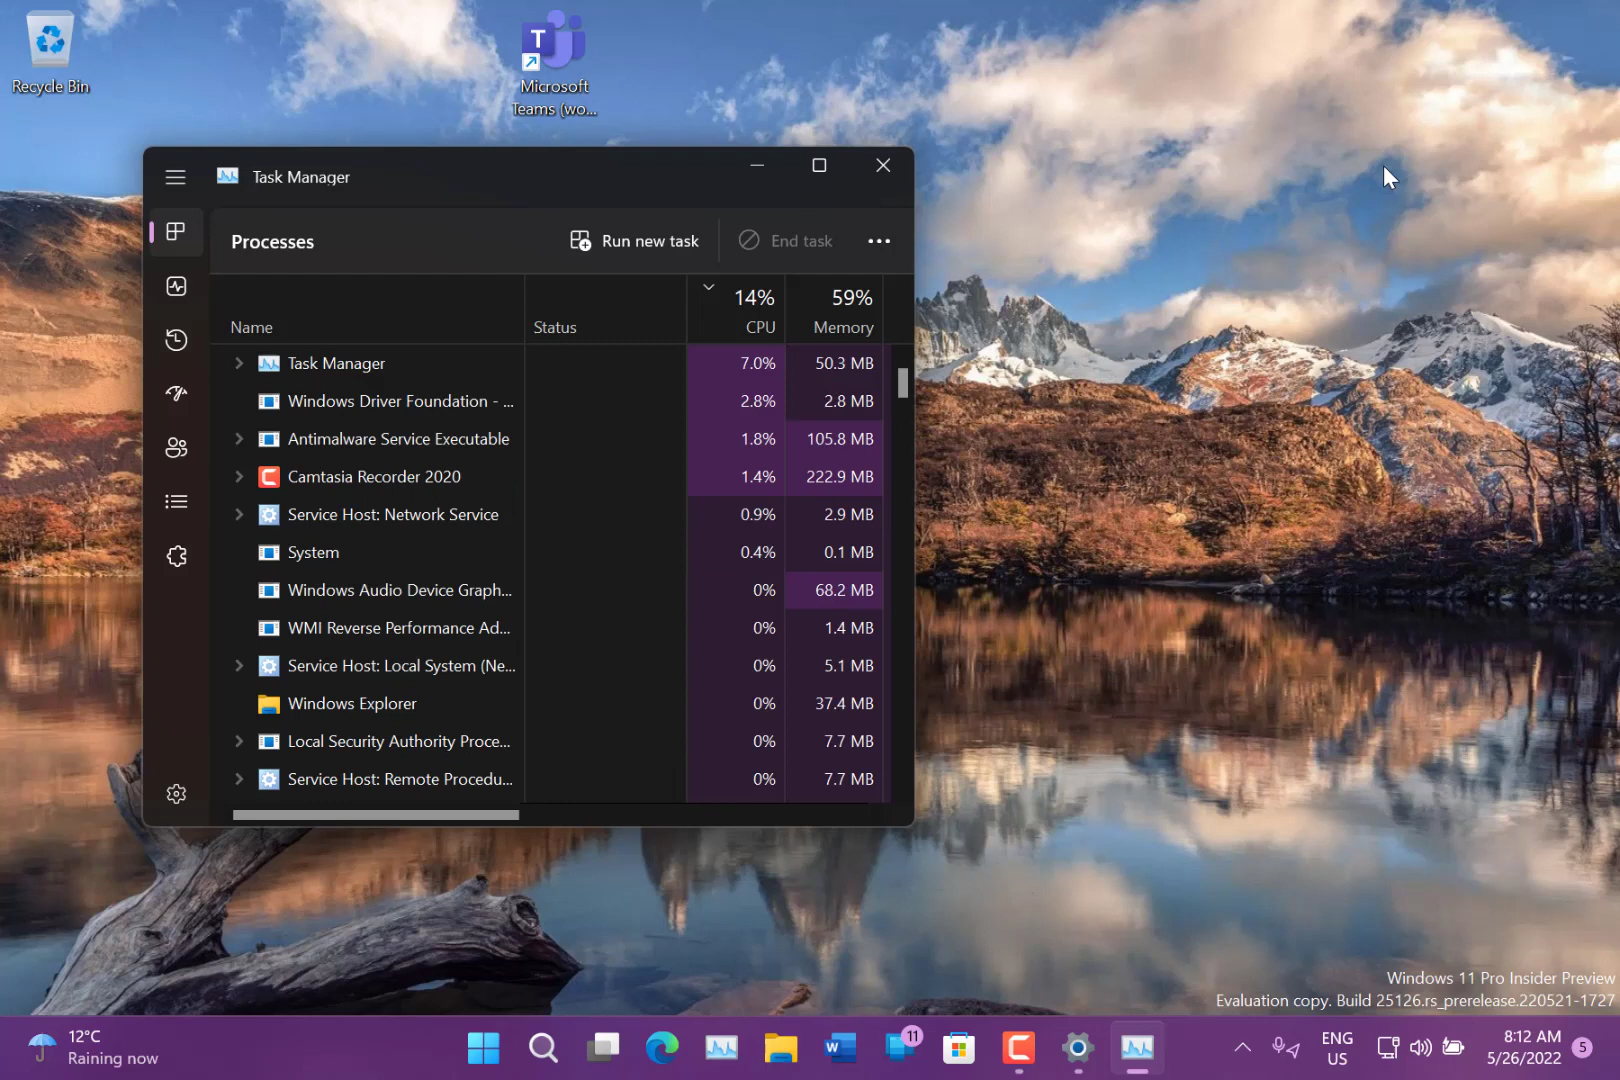 Recycle Bin
Microsoft
Teams (wo...
Task Manager
Processes
Run new task
End task
14%
59%
Name
Status
CPU
Memory
Task Manager 7.0% 50.3 MB
Windows Driver Foundation - ... 2.8% 2.8 MB
Antimalware Service Executable 1.8% 105.8 MB
Camtasia Recorder 2020 1.4% 222.9 MB
Service Host: Network Service 0.9% 2.9 MB
System 0.4% 0.1 MB
Windows Audio Device Graph... 0% 68.2 MB
WMI Reverse Performance Ad... 0% 1.4 MB
Service Host: Local System (Ne... 0% 5.1 MB
Windows Explorer 0% 37.4 MB
Local Security Authority Proce... 0% 7.7 MB
Service Host: Remote Procedu... 0% 7.7 MB
Windows 11 Pro Insider Preview
Evaluation copy. Build 25126.rs_prerelease.220521-1727
12°C
Raining now
11
ENG
US
8:12 AM
5/26/2022
5